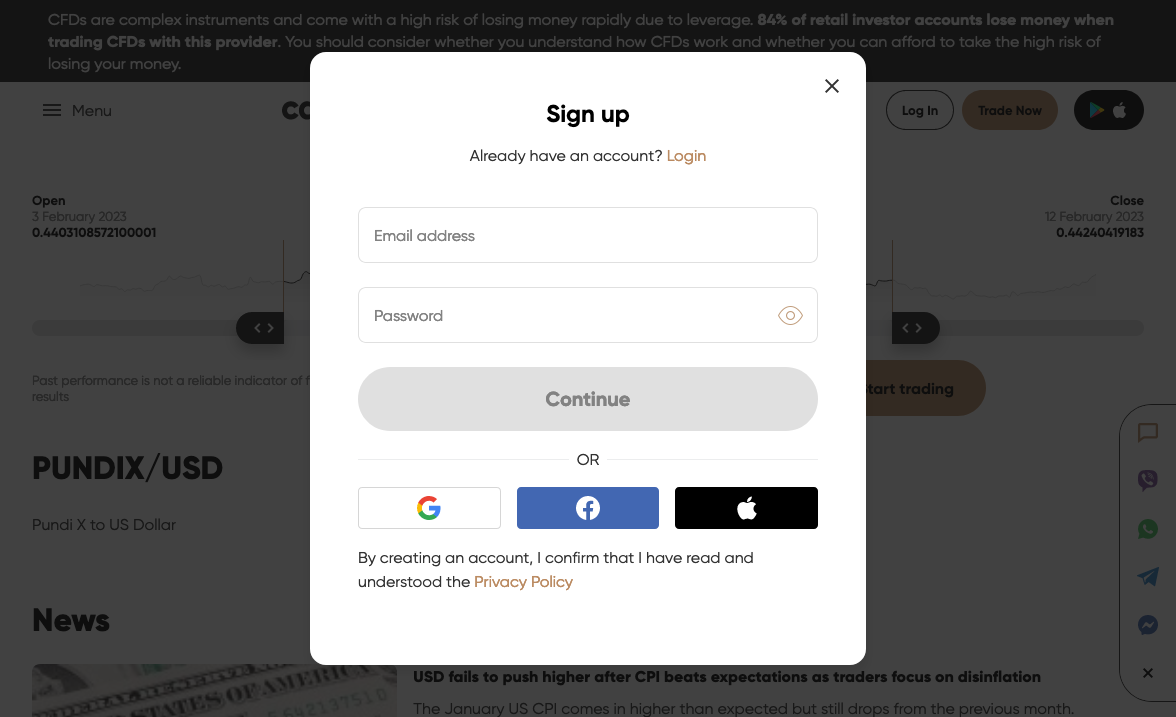 CFDs are complex instruments and come with a high risk of losing money rapidly due to leverage. 84% of retail investor accounts lose money when
trading CFDs with this provider. You should consider whether you understand how CFDs work and whether you can afford to take the high risk of
losing your money.
Menu
Log In
Trade Now
Sign up
Already have an account? Login
Open
3 February 2023
0.4403108572100001
Close
12 February 2023
0.44240419183
Email address
Password
Continue
OR
Past performance is not a reliable indicator of
results
tart trading
PUNDIX/USD
Pundi X to US Dollar
By creating an account, I confirm that I have read and
understood the Privacy Policy
News
STATES OF AMERICA
USD fails to push higher after CPI beats expectations as traders focus on disinflation
The January US CPI comes in higher than expected but still drops from the previous month.